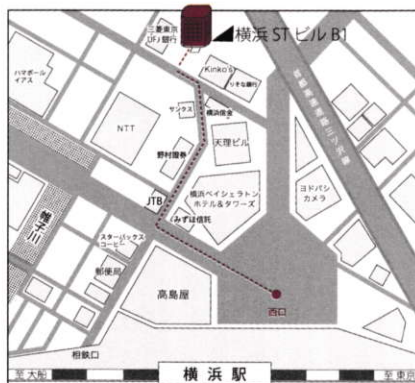 三菱東京
UFJ銀行
横浜STビル B1
ハマボール
イアス
Kinko's
りそな銀行
サンクス
横浜信金
NTT
天理ビル
野村證券
ヨドバシ
カメラ
横浜ベイシェラトン
ホテル&タワーズ
JTB
みずほ信託
帷子川
スターバックス
コーヒー
郵便局
高島屋
西口
相鉄口
至 大船
横浜駅
至 東京